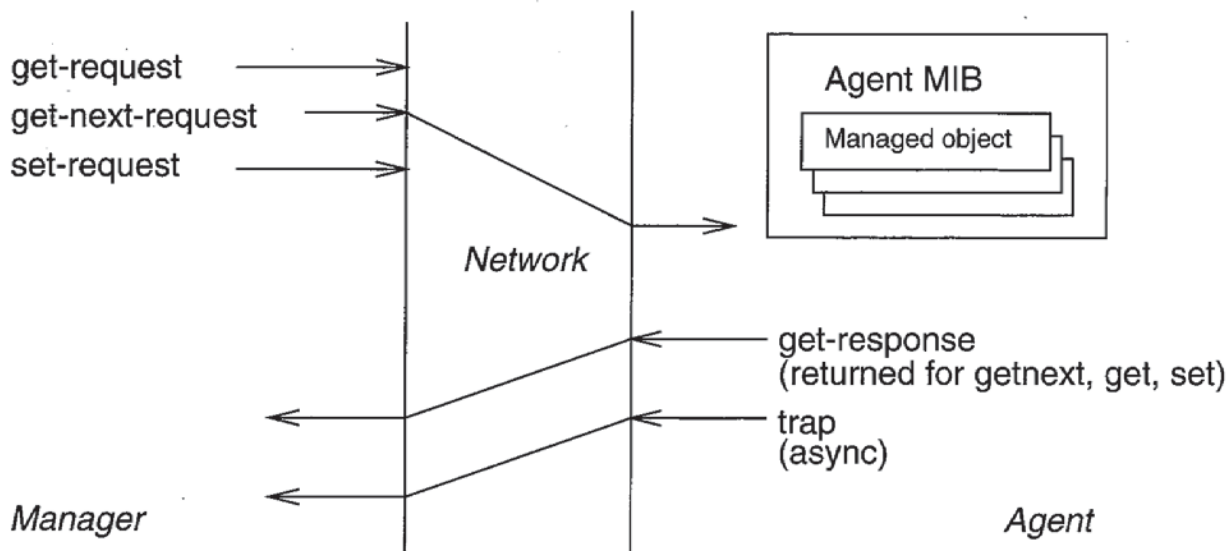 get-request
get-next-request
set-request
Agent MIB
Managed object
Network
get-response
(returned for getnext, get, set)
trap
(async)
Manager
Agent